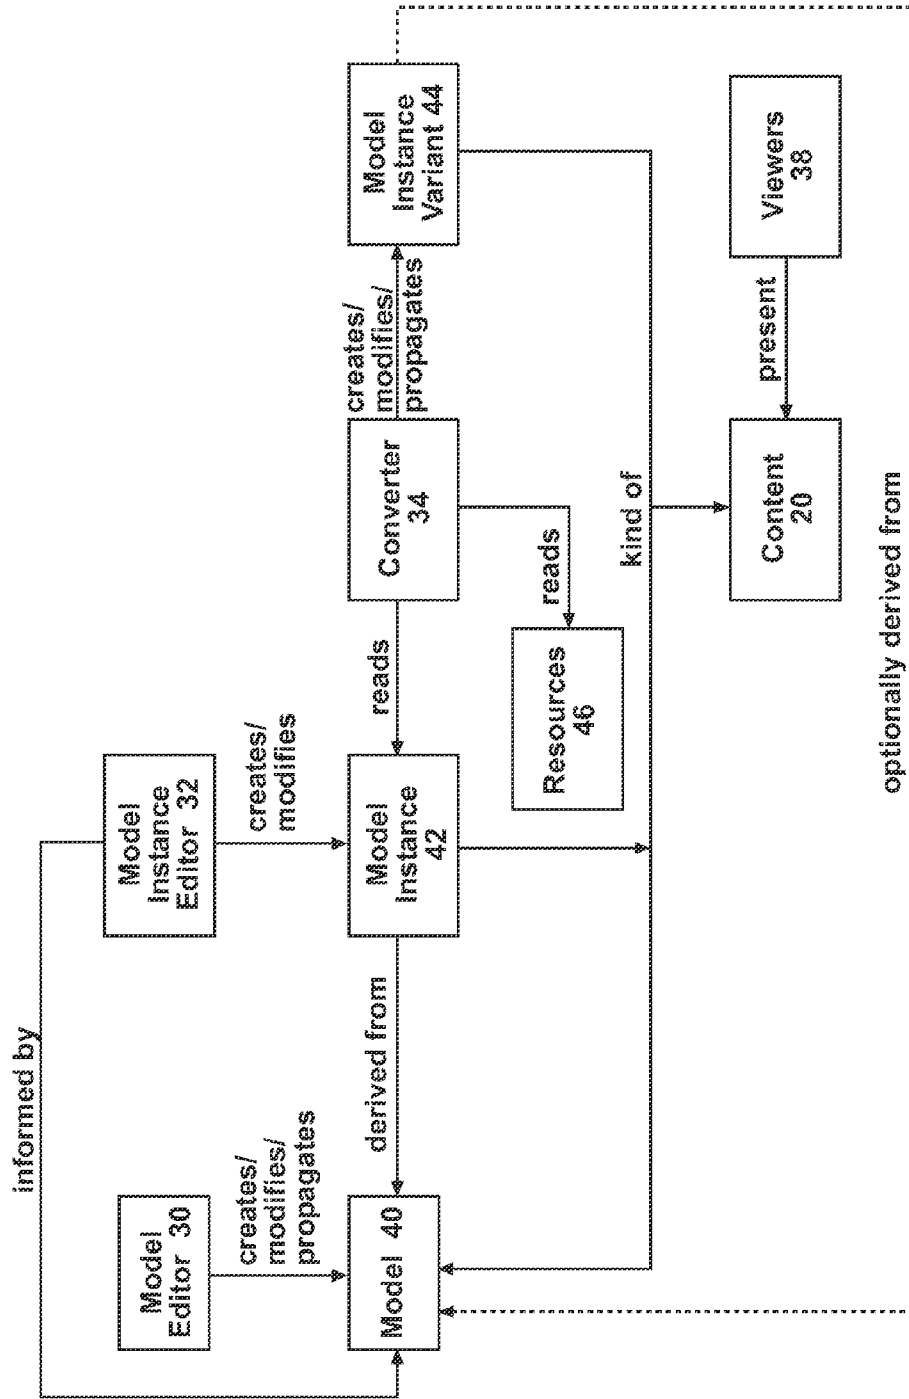 informed by
Model
Editor 30
Model
Instance
Editor 32
creates/
modifies/
propagates
creates/
modifies
Model 40
derived from
Model
Instance
42
reads
Converter
34
creates/
modifies/
propagates
Model
Instance
Variant 44
Resources
46
reads
kind of
Content
20
present
Viewers
38
optionally derived from